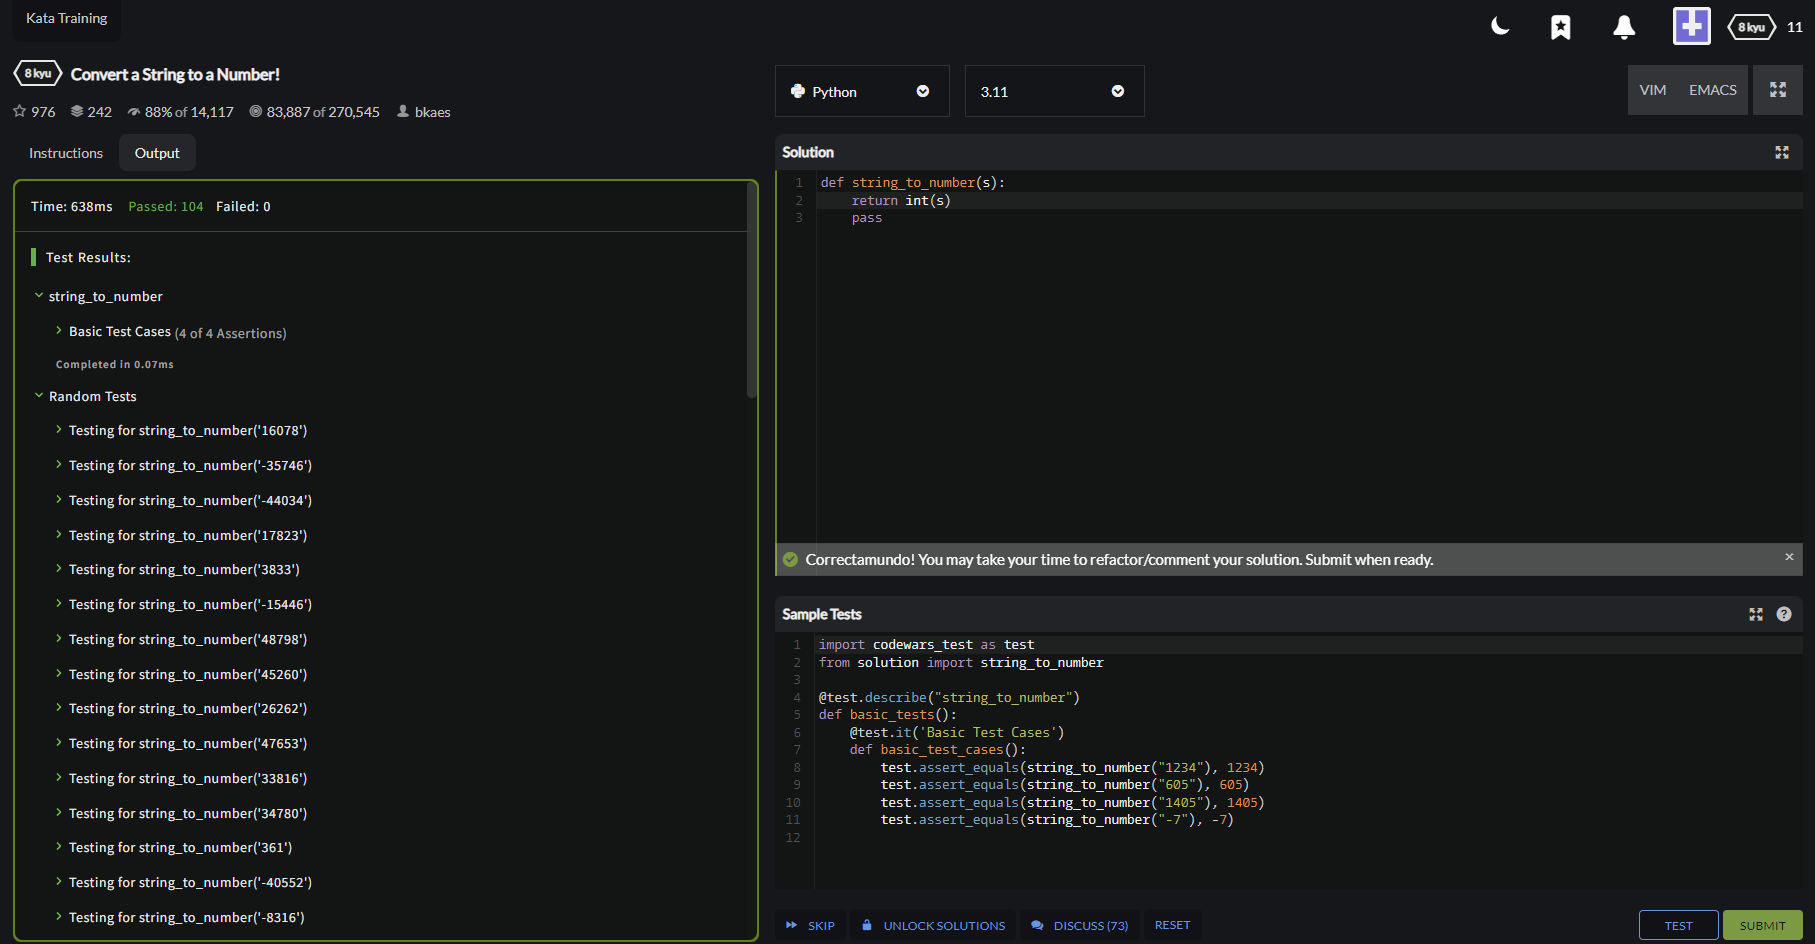 Kata Training
8 kyu 11
8 kyu Convert a String to a Number!
976 242 88% of 14,117 83,887 of 270,545 bkaes
Instructions Output
Time: 638ms Passed: 104 Failed: 0
Test Results:
string_to_number
Basic Test Cases (4 of 4 Assertions)
Completed in 0.07ms
Random Tests
Testing for string_to_number('16078')
Testing for string_to_number('-35746')
Testing for string_to_number('-44034')
Testing for string_to_number('17823')
Testing for string_to_number('3833')
Testing for string_to_number('-15446')
Testing for string_to_number('48798')
Testing for string_to_number('45260')
Testing for string_to_number('26262')
Testing for string_to_number('47653')
Testing for string_to_number('33816')
Testing for string_to_number('34780')
Testing for string_to_number('361')
Testing for string_to_number('-40552')
Testing for string_to_number('-8316')
Python 3.11 VIM EMACS
Solution
1 def string_to_number(s):
2     return int(s)
3     pass
Correctamundo! You may take your time to refactor/comment your solution. Submit when ready. ×
Sample Tests ?
1 import codewars_test as test
2 from solution import string_to_number
3
4 @test.describe("string_to_number")
5 def basic_tests():
6     @test.it('Basic Test Cases')
7     def basic_test_cases():
8         test.assert_equals(string_to_number("1234"), 1234)
9         test.assert_equals(string_to_number("605"), 605)
10         test.assert_equals(string_to_number("1405"), 1405)
11         test.assert_equals(string_to_number("-7"), -7)
12
SKIP UNLOCK SOLUTIONS DISCUSS (73) RESET TEST SUBMIT